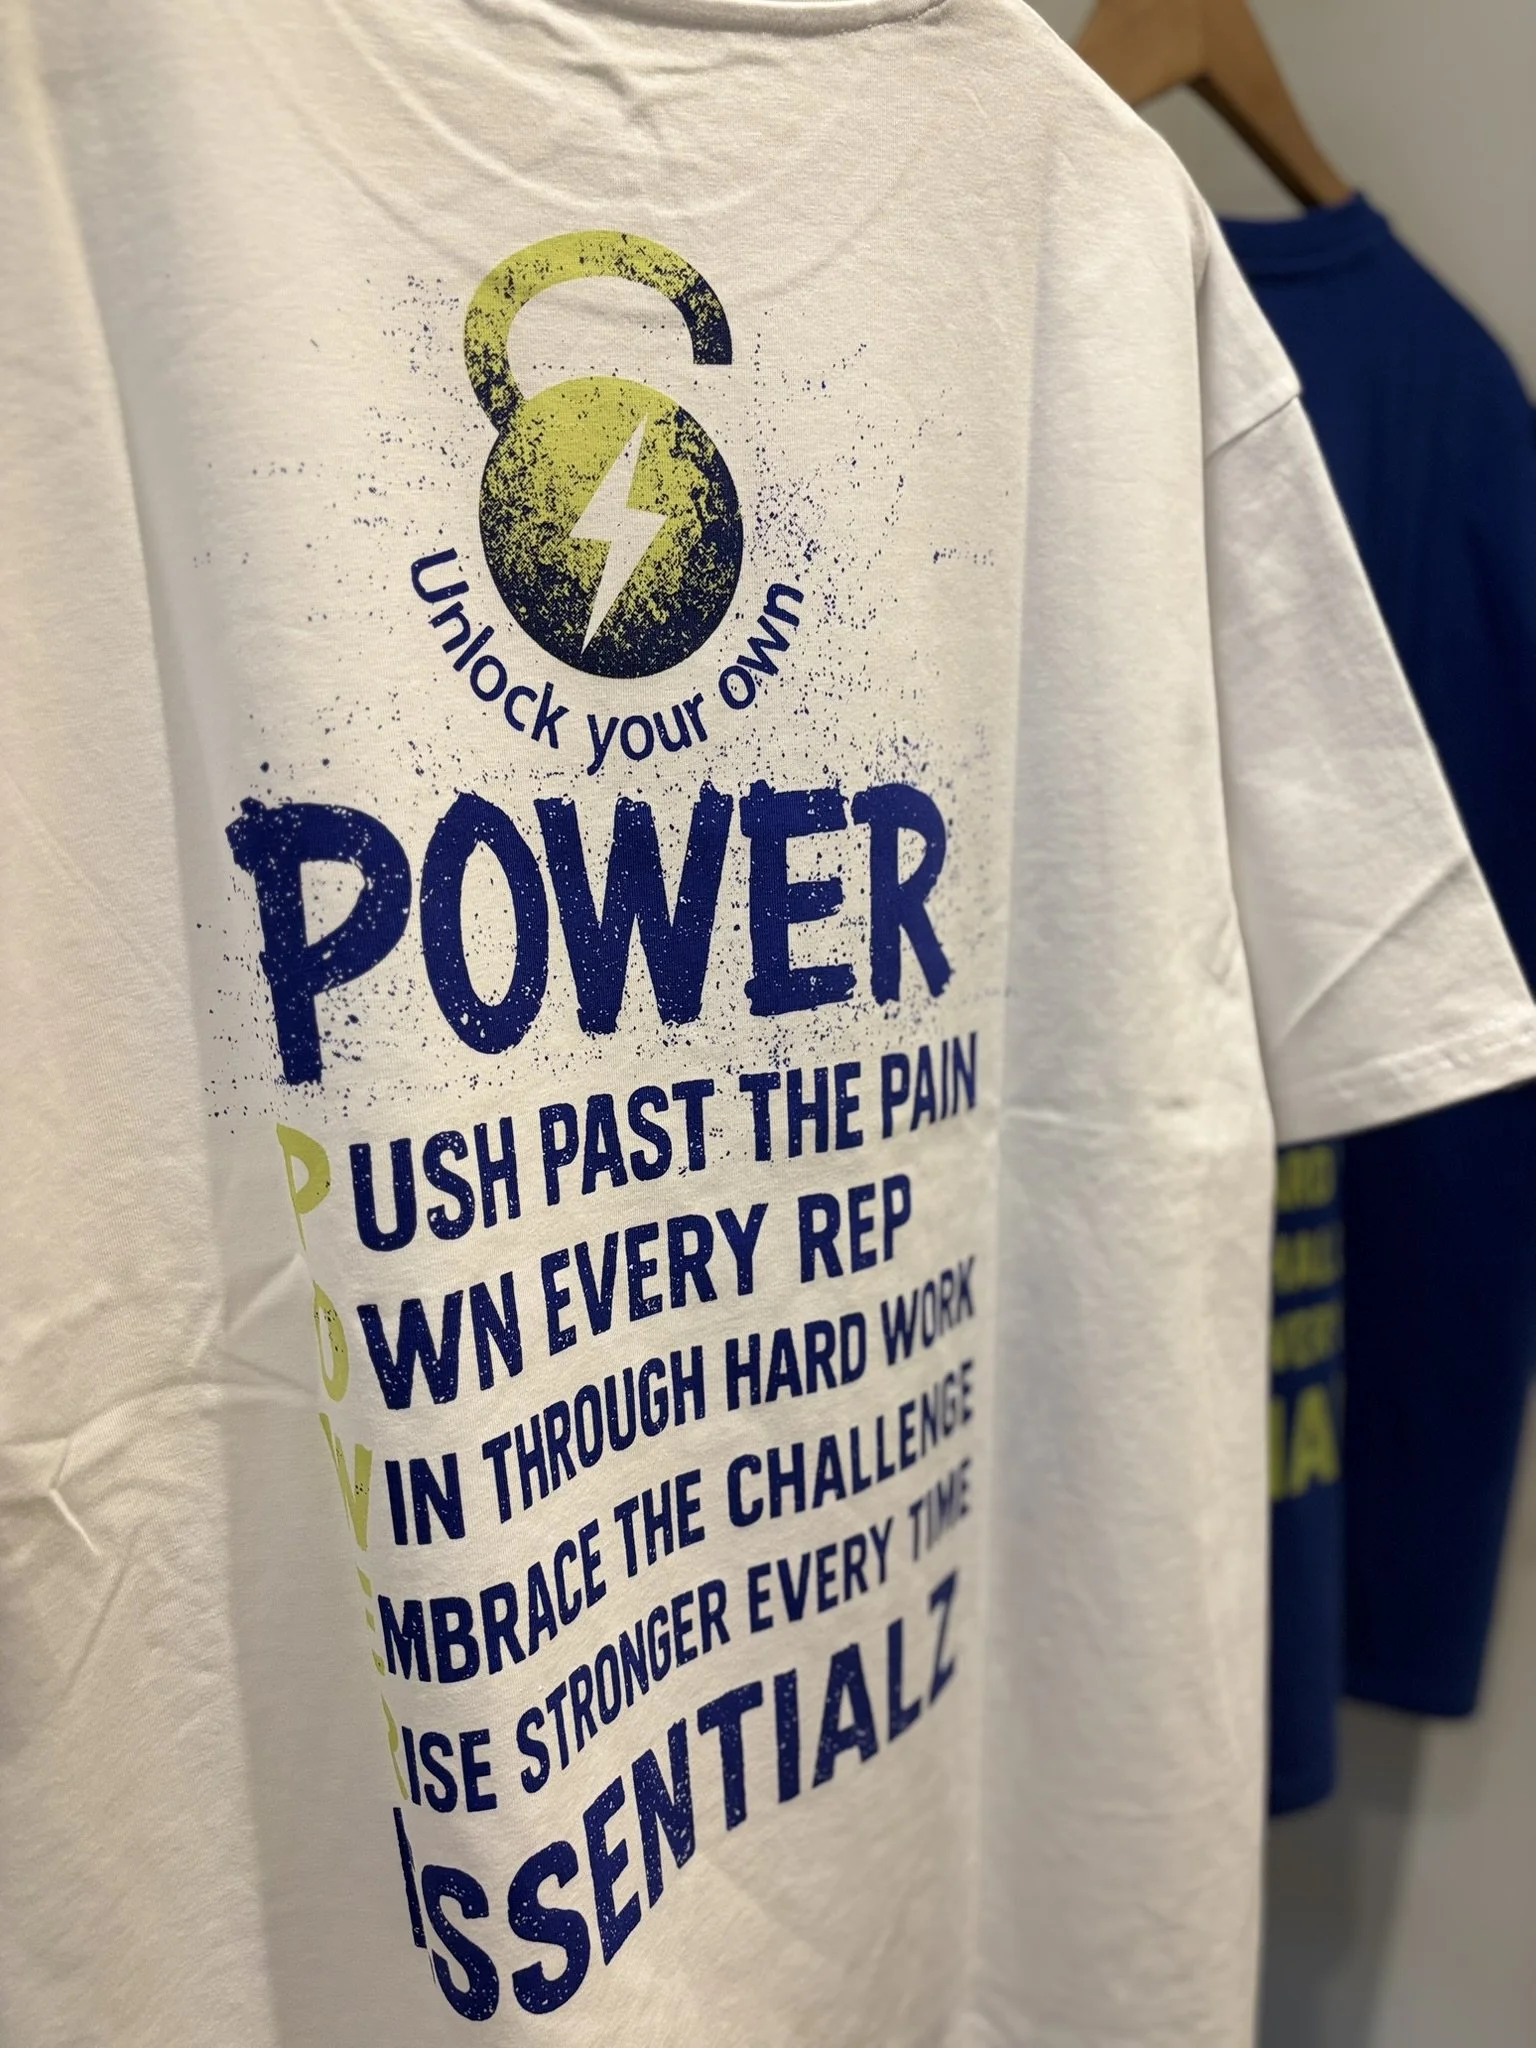 Unlock your own
POWER
PUSH PAST THE PAIN
OWN EVERY REP
WIN THROUGH HARD WORK
EMBRACE THE CHALLENGE
RISE STRONGER EVERY TIME
ESSENTIALZ